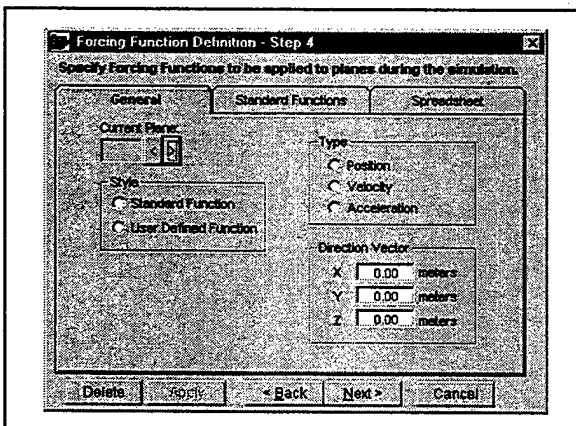 Forcing Function Definition - Step 4
Specify Forcing Functions to be applied to planes during the simulation.
General Standard Functions Spreadsheet
Current Plane:
< >
Style
Standard Function
User Defined Function
Type
Position
Velocity
Acceleration
Direction Vector
X 0.00 meters
Y 0.00 meters
Z 0.00 meters
Delete Apply < Back Next > Cancel